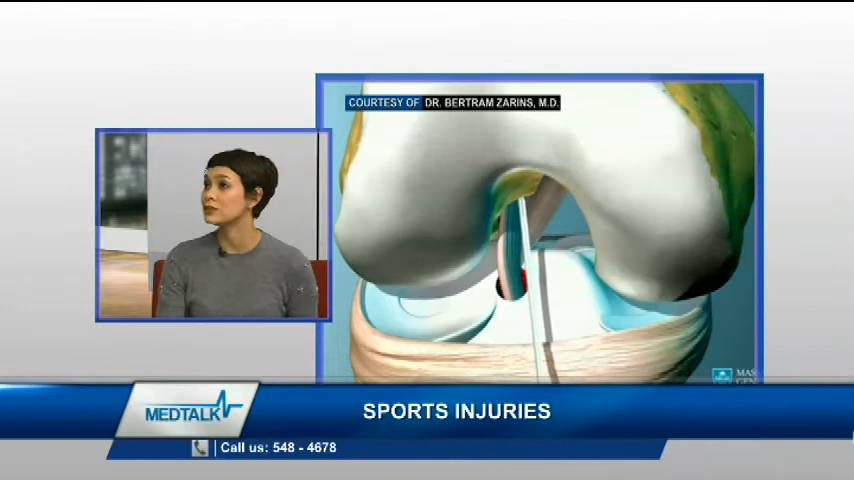 COURTESY OF DR. BERTRAM ZARINS, M.D.
MEDTALK
SPORTS INJURIES
Call us: 548 - 4678